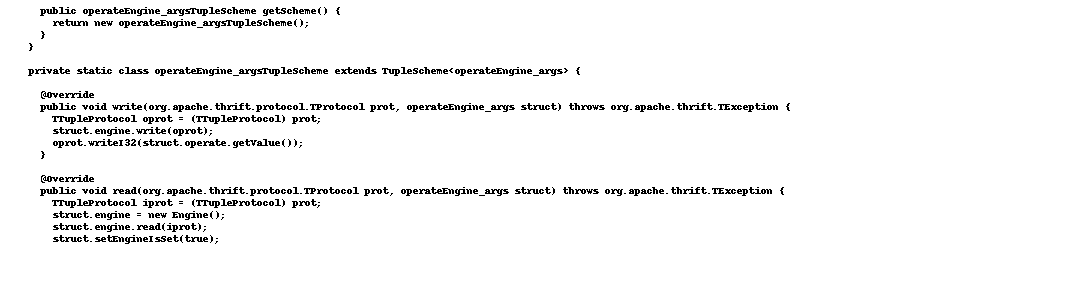 public operateEngine_argsTupleScheme getScheme() {
return new operateEngine_argsTupleScheme();
}
}
private static class operateEngine_argsTupleScheme extends TupleScheme<operateEngine_args> {
@Override
public void write(org.apache.thrift.protocol.TProtocol prot, operateEngine_args struct) throws org.apache.thrift.TException {
TTupleProtocol oprot = (TTupleProtocol) prot;
struct.engine.write(oprot);
oprot.writeI32(struct.operate.getValue());
}
@Override
public void read(org.apache.thrift.protocol.TProtocol prot, operateEngine_args struct) throws org.apache.thrift.TException {
TTupleProtocol iprot = (TTupleProtocol) prot;
struct.engine = new Engine();
struct.engine.read(iprot);
struct.setEngineIsSet(true);